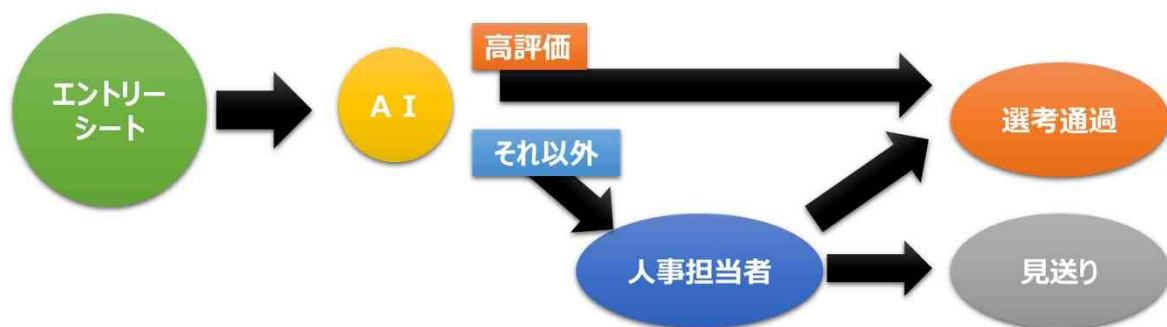 エントリー
シート
ＡＩ
高評価
それ以外
選考通過
人事担当者
見送り